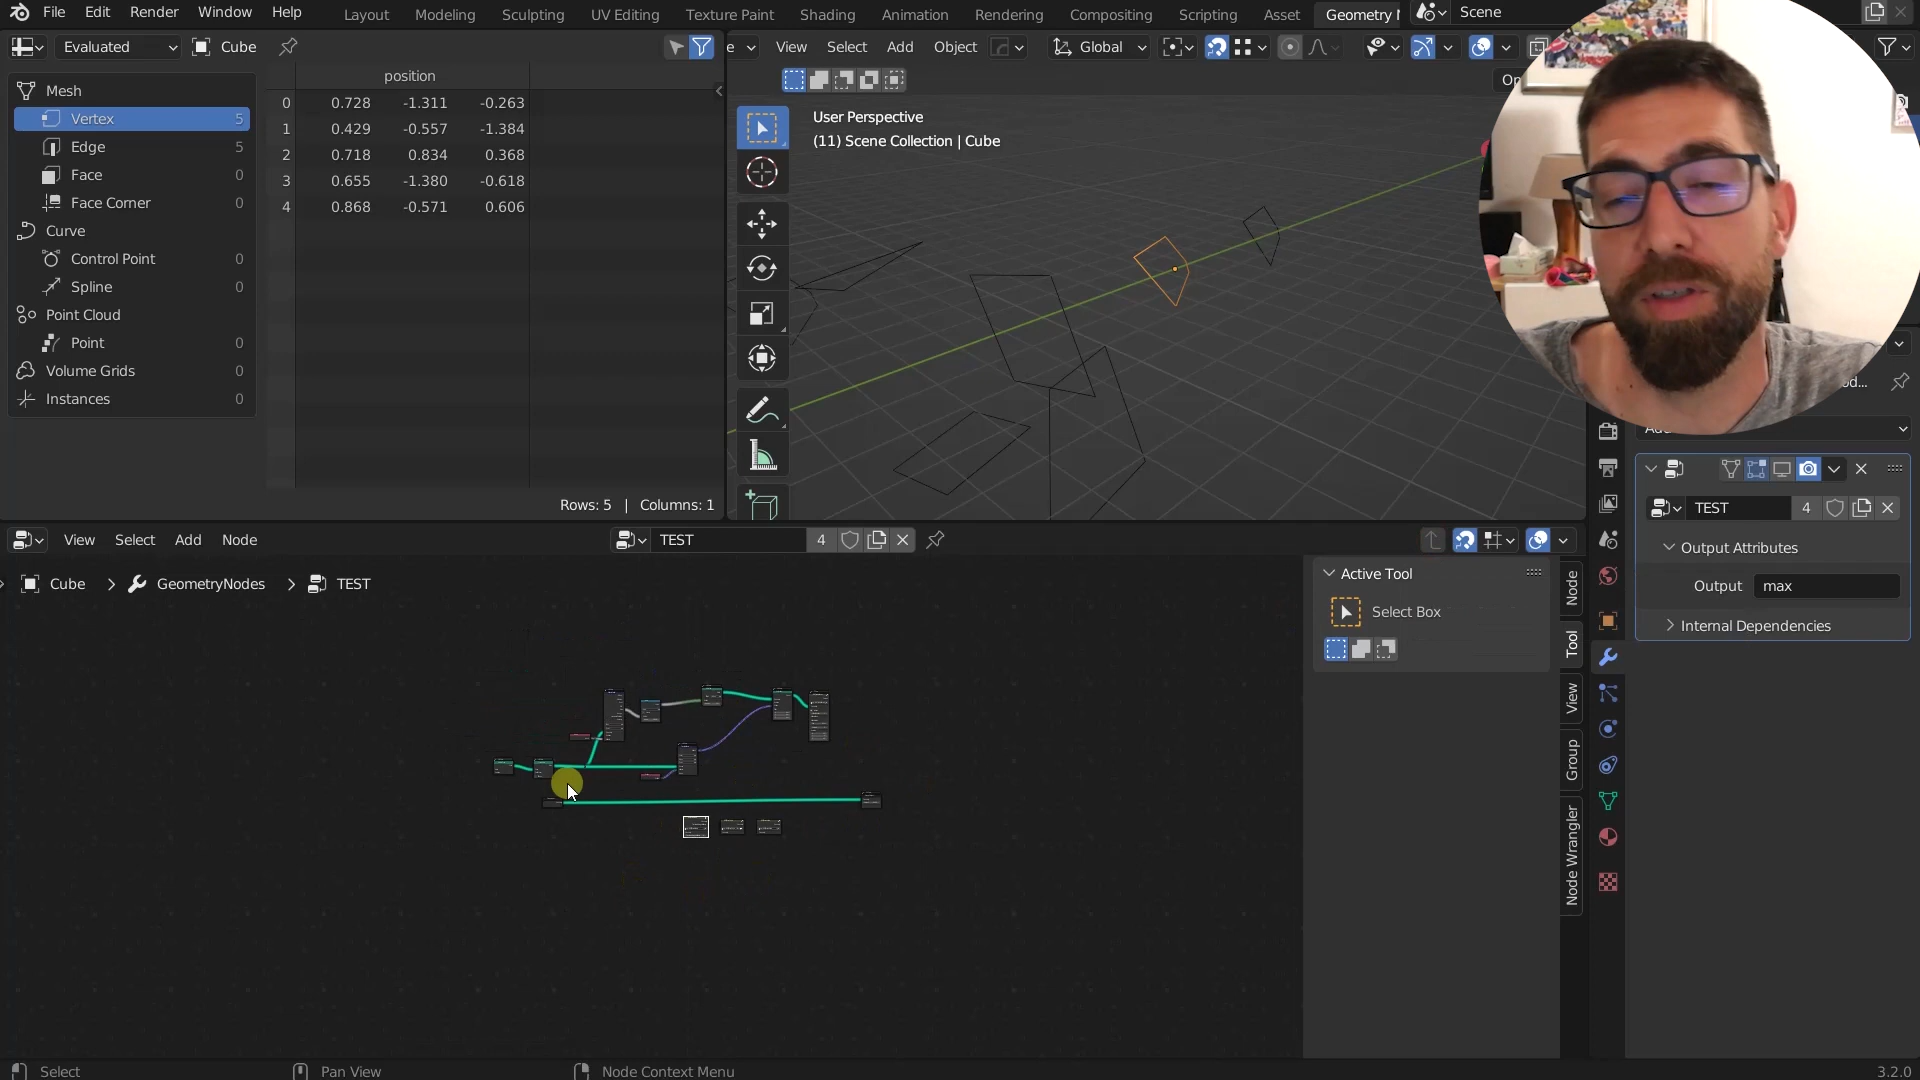 File Edit Render Window Help Layout Modeling Sculpting UV Editing Texture Paint Shading Animation Rendering Compositing Scripting Asset Geometry Scene
Evaluated Cube
View Select Add Object Global
position
Mesh
Vertex 5
Edge 5
Face 0
Face Corner 0
Curve
Control Point 0
Spline 0
Point Cloud
Point 0
Volume Grids 0
Instances 0
0 0.728 -1.311 -0.263
1 0.429 -0.557 -1.384
2 0.718 0.834 0.368
3 0.655 -1.380 -0.618
4 0.868 -0.571 0.606
Rows: 5 | Columns: 1
User Perspective
(11) Scene Collection | Cube
TEST 4
Output Attributes
Output max
Internal Dependencies
View Select Add Node TEST 4
Cube > GeometryNodes > TEST
Active Tool
Select Box
Node
Tool
View
Group
Node Wrangler
Select Pan View Node Context Menu 3.2.0